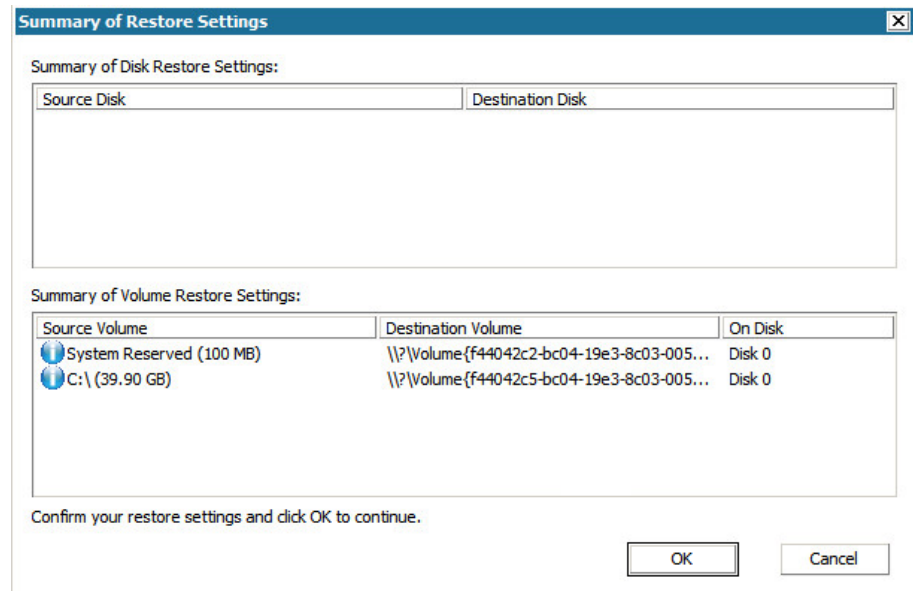 Summary of Restore Settings
Summary of Disk Restore Settings:
Source Disk Destination Disk
Summary of Volume Restore Settings:
Source Volume Destination Volume On Disk
System Reserved (100 MB) \\?\Volume{f44042c2-bc04-19e3-8c03-005... Disk 0
C:\ (39.90 GB) \\?\Volume{f44042c5-bc04-19e3-8c03-005... Disk 0
Confirm your restore settings and click OK to continue.
OK Cancel